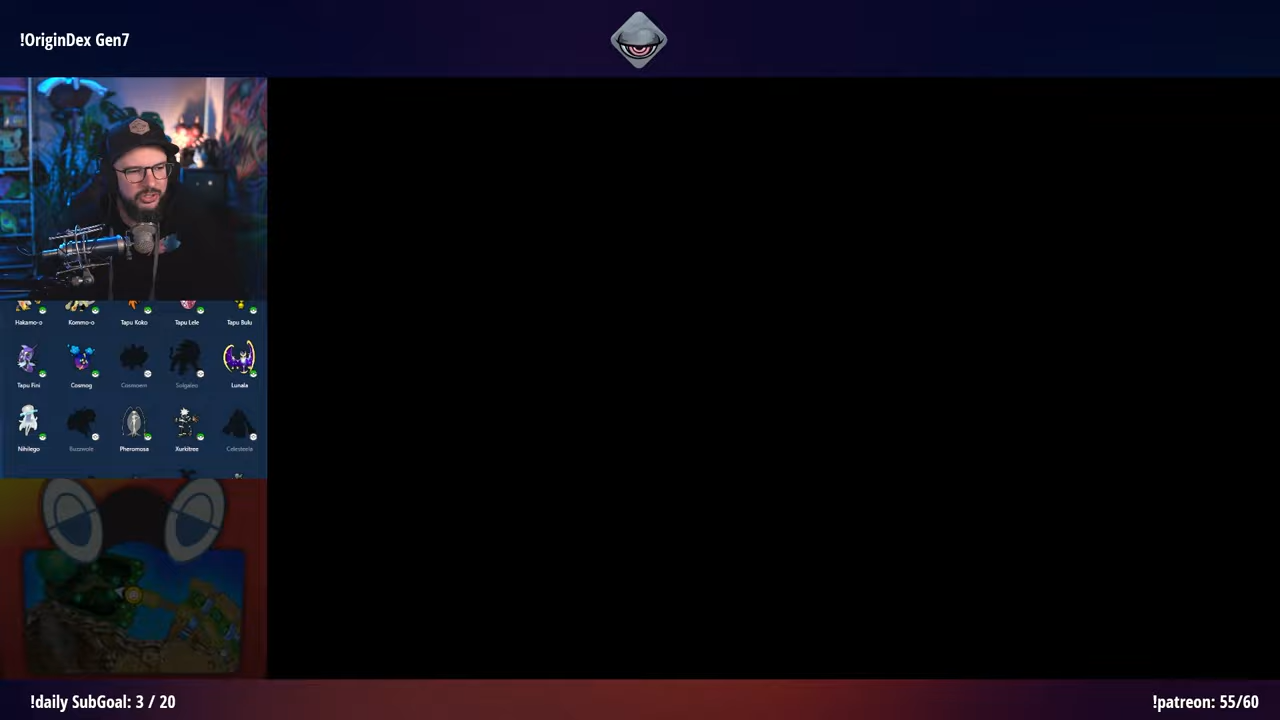 !OriginDex Gen7
Hakamo-o Kommo-o Tapu Koko Tapu Lele Tapu Bulu
Tapu Fini Cosmog Cosmoem Solgaleo Lunala
Nihilego Buzzwole Pheromosa Xurkitree Celesteela
!daily SubGoal: 3 / 20
!patreon: 55/60